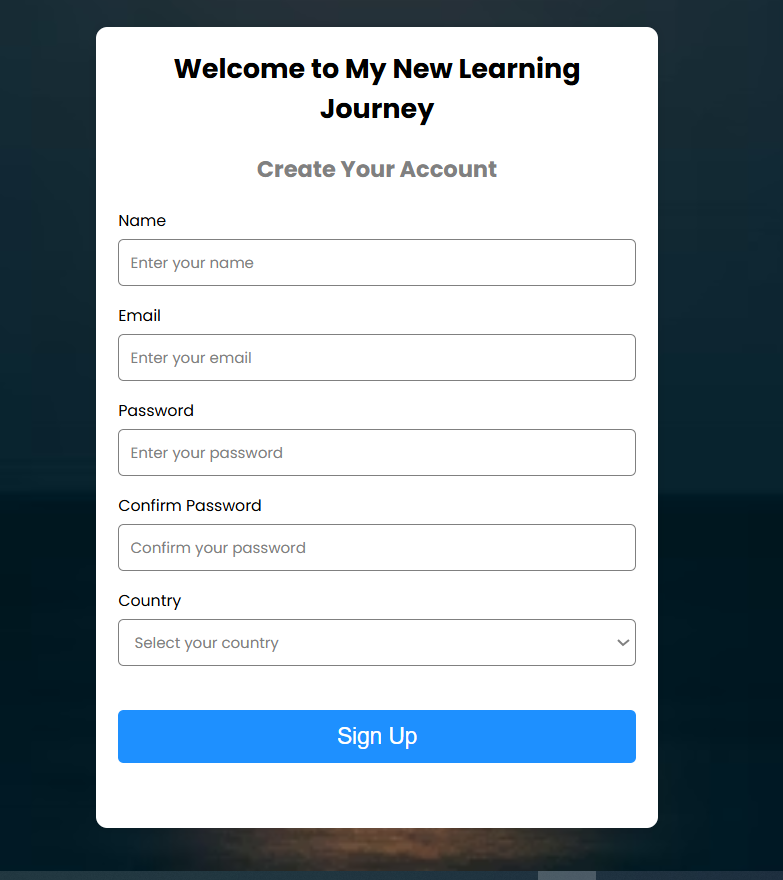 Welcome to My New Learning
Journey
Create Your Account
Name
Enter your name
Email
Enter your email
Password
Enter your password
Confirm Password
Confirm your password
Country
Select your country
Sign Up